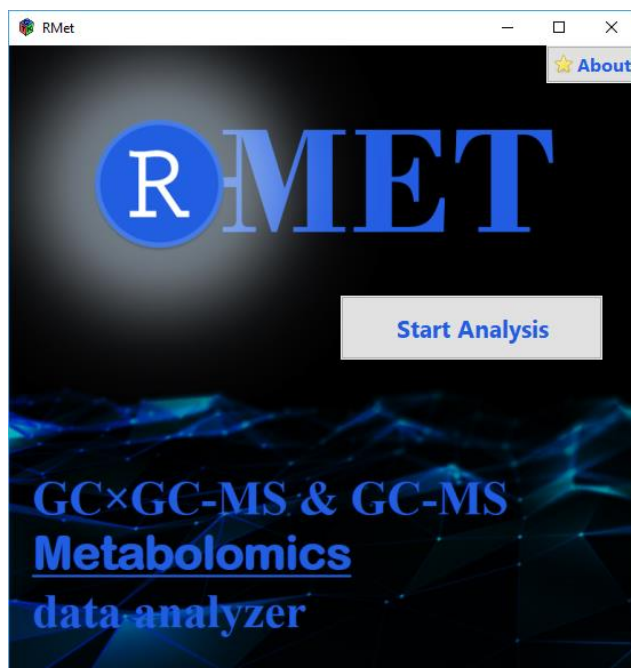 RMet
About
R-MET
Start Analysis
GC×GC-MS & GC-MS
Metabolomics
data analyzer